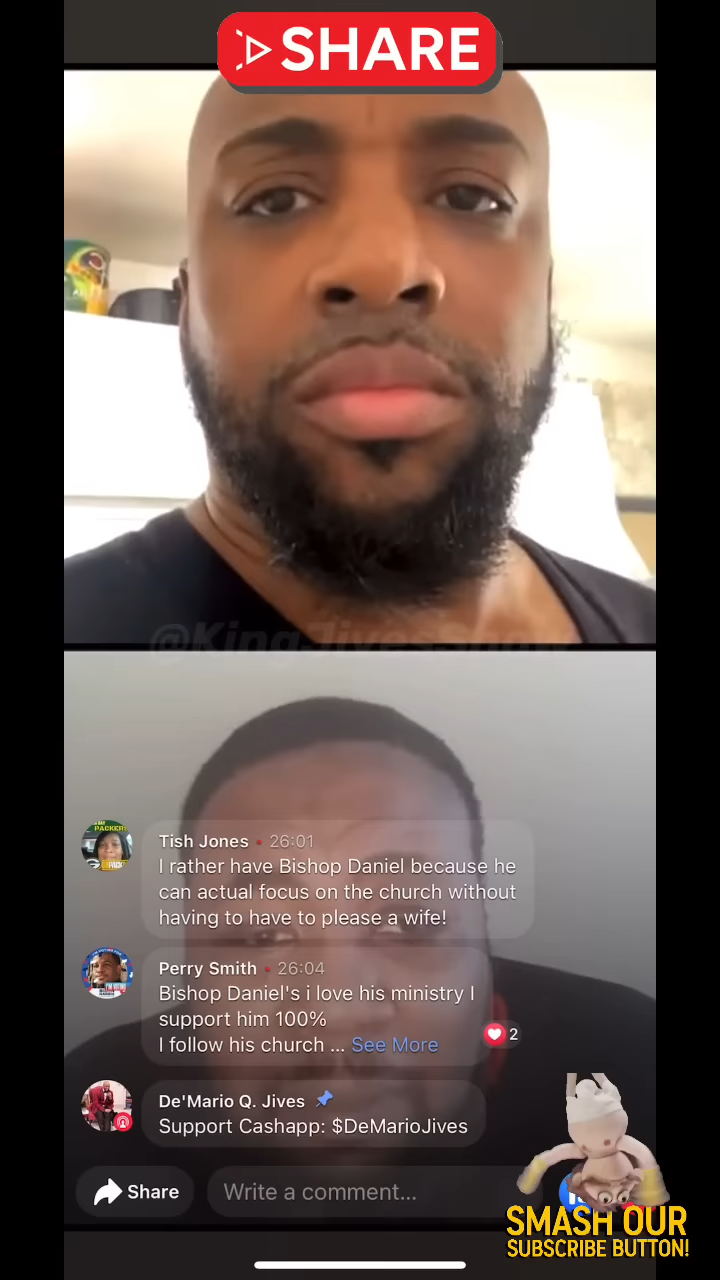 SHARE
@KingJivesShow
Tish Jones • 26:01
I rather have Bishop Daniel because he
can actual focus on the church without
having to have to please a wife!
Perry Smith • 26:04
Bishop Daniel's i love his ministry I
support him 100%
I follow his church ... See More
2
De'Mario Q. Jives
Support Cashapp: $DeMarioJives
Share
Write a comment...
SMASH OUR
SUBSCRIBE BUTTON!